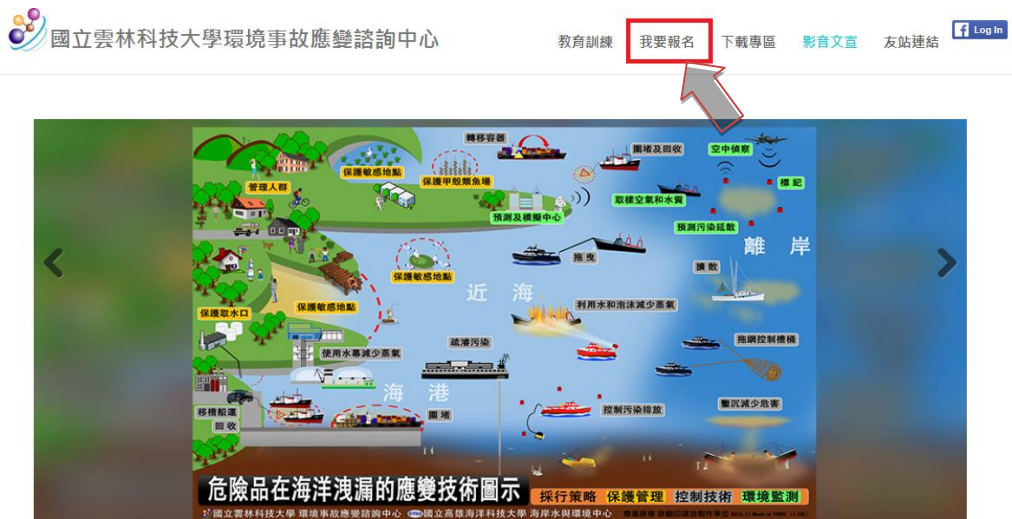 國立雲林科技大學環境事故應變諮詢中心
教育訓練 我要報名 下載專區 影音文宣 友站連結
f Log In
轉移容器
圍堵及回收
空中偵察
保護敏感地點
保護甲殼類魚場
管理人群
標記
取樣空氣和水質
預測及模擬中心
預測污染延散
離岸
拖曳
擴散
保護敏感地點
近海
保護敏感地點
利用水和泡沫減少蒸氣
保護取水口
疏濬污染
拖網控制槽桶
使用水幕減少蒸氣
海港
控制污染排放
鑿沉減少危害
移槽船運
圍堵
回收
危險品在海洋洩漏的應變技術圖示
採行策略 保護管理 控制技術 環境監測
國立雲林科技大學 環境事故應變諮詢中心 國立高雄海洋科技大學 海岸水與環境中心